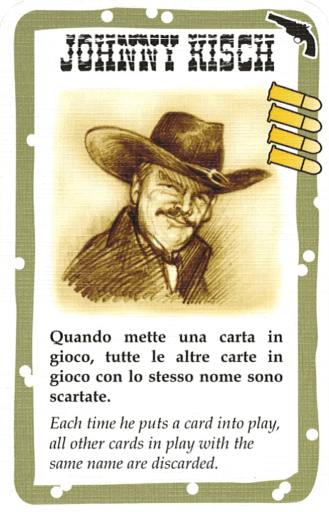 JOHNNY KISCH
Quando mette una carta in
gioco, tutte le altre carte in
gioco con lo stesso nome sono
scartate.
Each time he puts a card into play,
all other cards in play with the
same name are discarded.